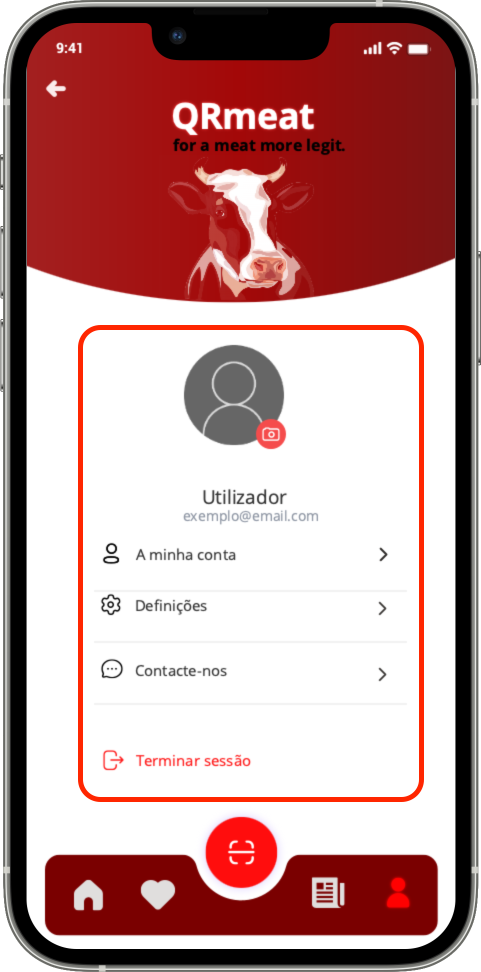 9:41
QRmeat
for a meat more legit.
Utilizador
exemplo@email.com
A minha conta
Definições
Contacte-nos
Terminar sessão